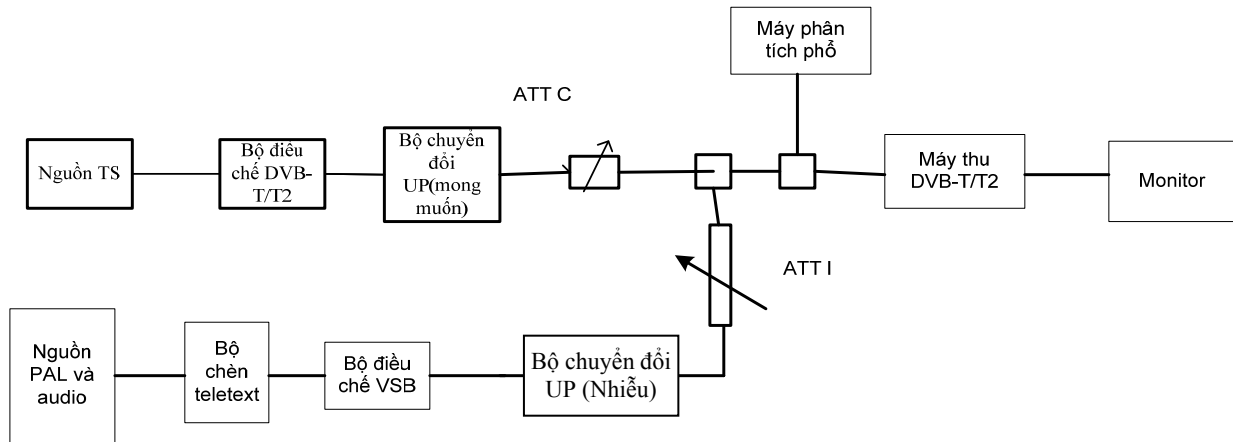 Máy phân
tích phổ
ATT C
Nguồn TS
Bộ điều
chế DVB-
T/T2
Bộ chuyển
đổi
UP(mong
muốn)
Máy thu
DVB-T/T2
Monitor
ATT I
Nguồn
PAL và
audio
Bộ
chèn
teletext
Bộ điều
chế VSB
Bộ chuyển đổi
UP (Nhiễu)